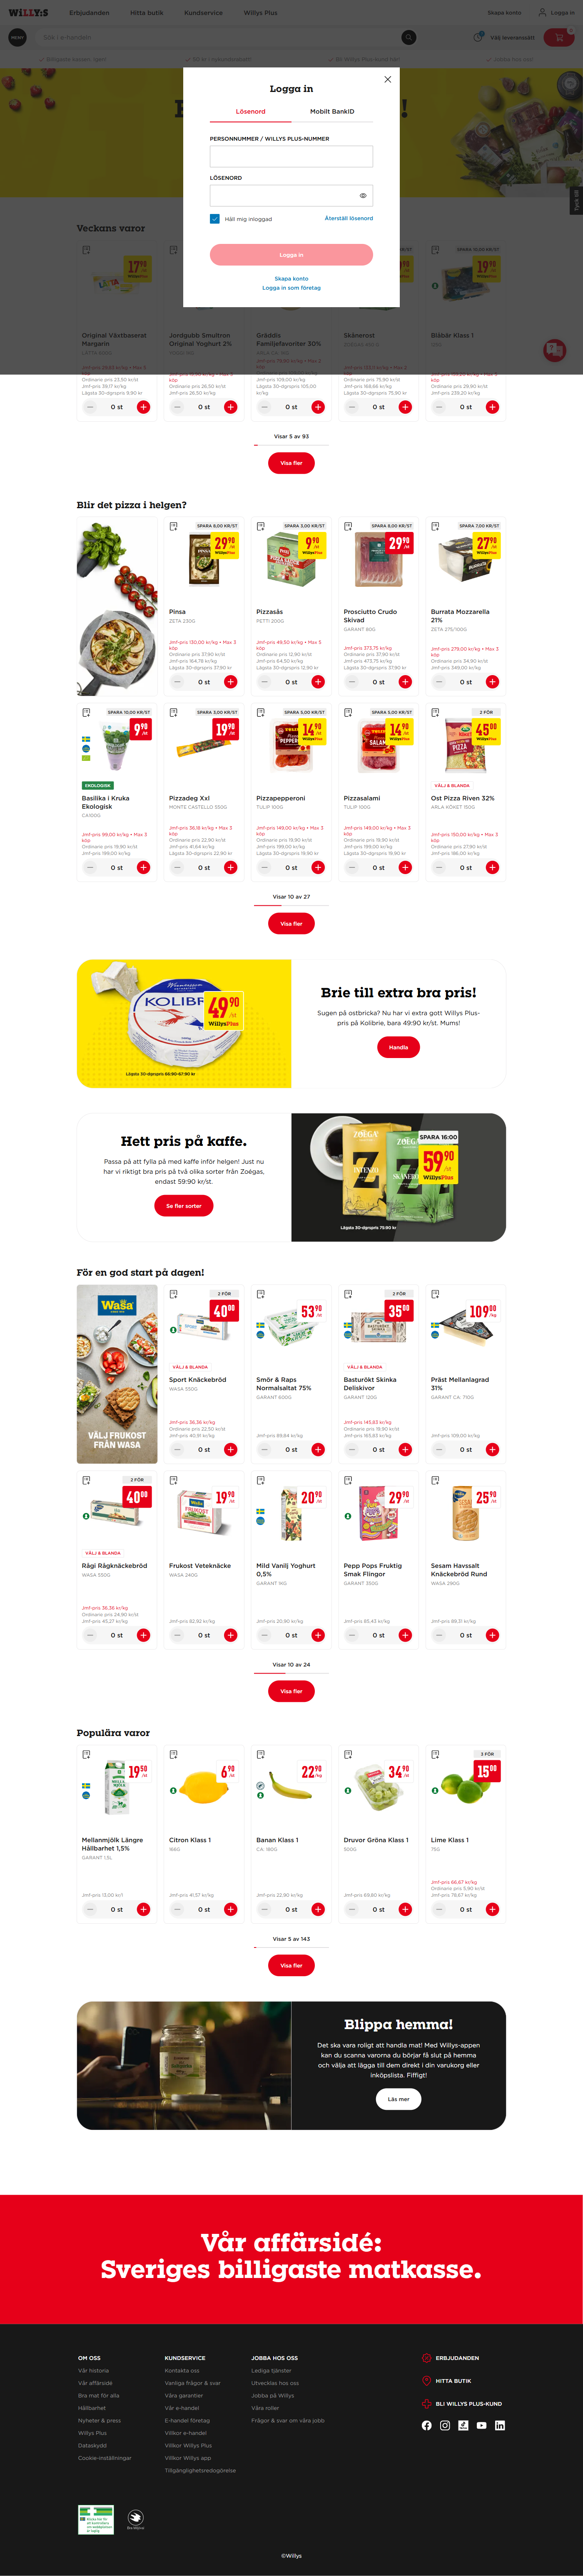 WiLLY:S
Erbjudanden
Hitta butik
Kundservice
Willys Plus
Skapa konto
Logga in
MENY
Sök i e-handeln
Välj leveranssätt
Logga in
Lösenord
Mobilt BankID
PERSONNUMMER / WILLYS PLUS-NUMMER
LÖSENORD
Håll mig inloggad
Återställ lösenord
Logga in
Skapa konto
Logga in som företag
Veckans varor
17 90
19 90
Original Växtbaserat
Margarin
Jordgubb Smultron
Original Yoghurt 2%
Gräddis
Familjefavoriter 30%
Skånerost
Blåbär Klass 1
0 st
0 st
0 st
0 st
0 st
Visar 5 av 93
Visa fler
Blir det pizza i helgen?
SPARA 8,00 KR/ST
29 90 /st
WillysPlus
Pinsa
ZETA 230G
Jmf-pris 130,00 kr/kg • Max 3
köp
Ordinarie pris 37,90 kr/st
Jmf-pris 164,78 kr/kg
Lägsta 30-dgrspris 37,90 kr
0 st
SPARA 3,00 KR/ST
9 90 /st
WillysPlus
Pizzasås
PETTI 200G
Jmf-pris 49,50 kr/kg • Max 5
köp
Ordinarie pris 12,90 kr/st
Jmf-pris 64,50 kr/kg
Lägsta 30-dgrspris 12,90 kr
0 st
SPARA 8,00 KR/ST
29 90 /st
Prosciutto Crudo
Skivad
GARANT 80G
Jmf-pris 373,75 kr/kg
Ordinarie pris 37,90 kr/st
Jmf-pris 473,75 kr/kg
Lägsta 30-dgrspris 37,90 kr
0 st
SPARA 7,00 KR/ST
27 90 /st
WillysPlus
Burrata Mozzarella
21%
ZETA 275/100G
Jmf-pris 279,00 kr/kg • Max 3
köp
Ordinarie pris 34,90 kr/st
Jmf-pris 349,00 kr/kg
0 st
SPARA 10,00 KR/ST
9 90 /st
EKOLOGISK
Basilika i Kruka
Ekologisk
CA100G
Jmf-pris 99,00 kr/kg • Max 3
köp
Ordinarie pris 19,90 kr/st
Jmf-pris 199,00 kr/kg
0 st
SPARA 3,00 KR/ST
19 90 /st
Pizzadeg Xxl
MONTE CASTELLO 550G
Jmf-pris 36,18 kr/kg • Max 3
köp
Ordinarie pris 22,90 kr/st
Jmf-pris 41,64 kr/kg
Lägsta 30-dgrspris 22,90 kr
0 st
SPARA 5,00 KR/ST
14 90 /st
WillysPlus
Pizzapepperoni
TULIP 100G
Jmf-pris 149,00 kr/kg • Max 3
köp
Ordinarie pris 19,90 kr/st
Jmf-pris 199,00 kr/kg
Lägsta 30-dgrspris 19,90 kr
0 st
SPARA 5,00 KR/ST
14 90 /st
WillysPlus
Pizzasalami
TULIP 100G
Jmf-pris 149,00 kr/kg • Max 3
köp
Ordinarie pris 19,90 kr/st
Jmf-pris 199,00 kr/kg
Lägsta 30-dgrspris 19,90 kr
0 st
2 FÖR
45 00
WillysPlus
VÄLJ & BLANDA
Ost Pizza Riven 32%
ARLA KÖKET 150G
Jmf-pris 150,00 kr/kg • Max 3
köp
Ordinarie pris 27,90 kr/st
Jmf-pris 186,00 kr/kg
0 st
Visar 10 av 27
Visa fler
KOLIBRI
49 90
WillysPlus
Lägsta 30-dgrspris 66:90-67:90 kr
Brie till extra bra pris!
Sugen på ostbricka? Nu har vi extra gott Willys Plus-
pris på Kolibrie, bara 49:90 kr/st. Mums!
Handla
Hett pris på kaffe.
Passa på att fylla på med kaffe inför helgen! Just nu
har vi riktigt bra pris på två olika sorter från Zoégas,
endast 59:90 kr/st.
Se fler sorter
ZOÉGAS
INTENZO
SKÅNEROST
SPARA 16:00
59 90
WillysPlus
Lägsta 30-dgrspris 75:90 kr
För en god start på dagen!
Wasa
VÄLJ FRUKOST
FRÅN WASA
2 FÖR
40 00
VÄLJ & BLANDA
Sport Knäckebröd
WASA 550G
Jmf-pris 36,36 kr/kg
Ordinarie pris 22,50 kr/st
Jmf-pris 40,91 kr/kg
0 st
53 90 /st
Smör & Raps
Normalsaltat 75%
GARANT 600G
Jmf-pris 89,84 kr/kg
0 st
2 FÖR
35 00
VÄLJ & BLANDA
Basturökt Skinka
Deliskivor
GARANT 120G
Jmf-pris 145,83 kr/kg
Ordinarie pris 19,90 kr/st
Jmf-pris 165,83 kr/kg
0 st
109 00 /kg
Präst Mellanlagrad
31%
GARANT CA: 710G
Jmf-pris 109,00 kr/kg
0 st
2 FÖR
40 00
VÄLJ & BLANDA
Rågi Rågknäckebröd
WASA 550G
Jmf-pris 36,36 kr/kg
Ordinarie pris 24,90 kr/st
Jmf-pris 45,27 kr/kg
0 st
19 90 /st
Frukost Veteknäcke
WASA 240G
Jmf-pris 82,92 kr/kg
0 st
20 90 /st
Mild Vanilj Yoghurt
0,5%
GARANT 1KG
Jmf-pris 20,90 kr/kg
0 st
29 90 /st
Pepp Pops Fruktig
Smak Flingor
GARANT 350G
Jmf-pris 85,43 kr/kg
0 st
25 90 /st
Sesam Havssalt
Knäckebröd Rund
WASA 290G
Jmf-pris 89,31 kr/kg
0 st
Visar 10 av 24
Visa fler
Populära varor
19 50 /st
Mellanmjölk Längre
Hållbarhet 1,5%
GARANT 1,5L
Jmf-pris 13,00 kr/l
0 st
6 90 /st
Citron Klass 1
166G
Jmf-pris 41,57 kr/kg
0 st
22 90 /kg
Banan Klass 1
CA. 180G
Jmf-pris 22,90 kr/kg
0 st
34 90 /st
Druvor Gröna Klass 1
500G
Jmf-pris 69,80 kr/kg
0 st
2 FÖR
15 00
Lime Klass 1
75G
Jmf-pris 66,67 kr/kg
Ordinarie pris 5,90 kr/st
Jmf-pris 78,67 kr/kg
0 st
Visar 5 av 143
Visa fler
Blippa hemma!
Det ska vara roligt att handla mat! Med Willys-appen
kan du scanna varorna du börjar få slut på hemma
och välja att lägga till dem direkt i din varukorg eller
inköpslista. Fiffigt!
Läs mer
Vår affärsidé:
Sveriges billigaste matkasse.
OM OSS
Vår historia
Vår affärsidé
Bra mat för alla
Hållbarhet
Nyheter & press
Willys Plus
Dataskydd
Cookie-inställningar
KUNDSERVICE
Kontakta oss
Vanliga frågor & svar
Våra garantier
Vår e-handel
E-handel företag
Villkor e-handel
Villkor Willys Plus
Villkor Willys app
Tillgänglighetsredogörelse
JOBBA HOS OSS
Lediga tjänster
Utvecklas hos oss
Jobba på Willys
Våra roller
Frågor & svar om våra jobb
ERBJUDANDEN
HITTA BUTIK
BLI WILLYS PLUS-KUND
©Willys